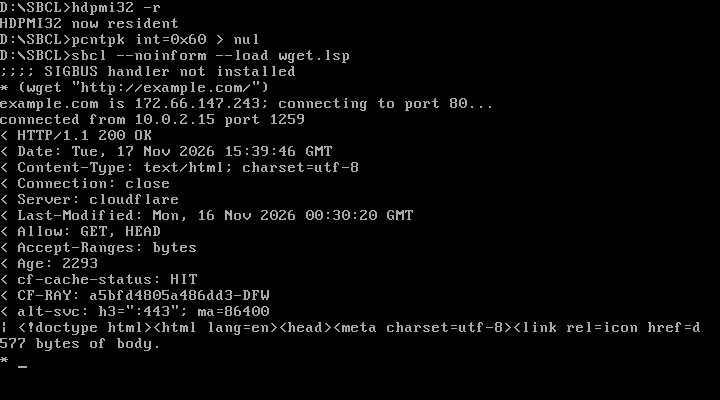 D:\SBCL>hdpmi32 -r
HDPMI32 now resident
D:\SBCL>pcntpk int=0x60 > nul
D:\SBCL>sbcl --noinform --load wget.lsp
;;;; SIGBUS handler not installed
* (wget "http://example.com/")
example.com is 172.66.147.243; connecting to port 80...
connected from 10.0.2.15 port 1259
< HTTP/1.1 200 OK
< Date: Tue, 17 Nov 2026 15:39:46 GMT
< Content-Type: text/html; charset=utf-8
< Connection: close
< Server: cloudflare
< Last-Modified: Mon, 16 Nov 2026 00:30:20 GMT
< Allow: GET, HEAD
< Accept-Ranges: bytes
< Age: 2293
< cf-cache-status: HIT
< CF-RAY: a5bfd4805a486dd3-DFW
< alt-svc: h3=":443"; ma=86400
| <!doctype html><html lang=en><head><meta charset=utf-8><link rel=icon href=d
577 bytes of body.
* _